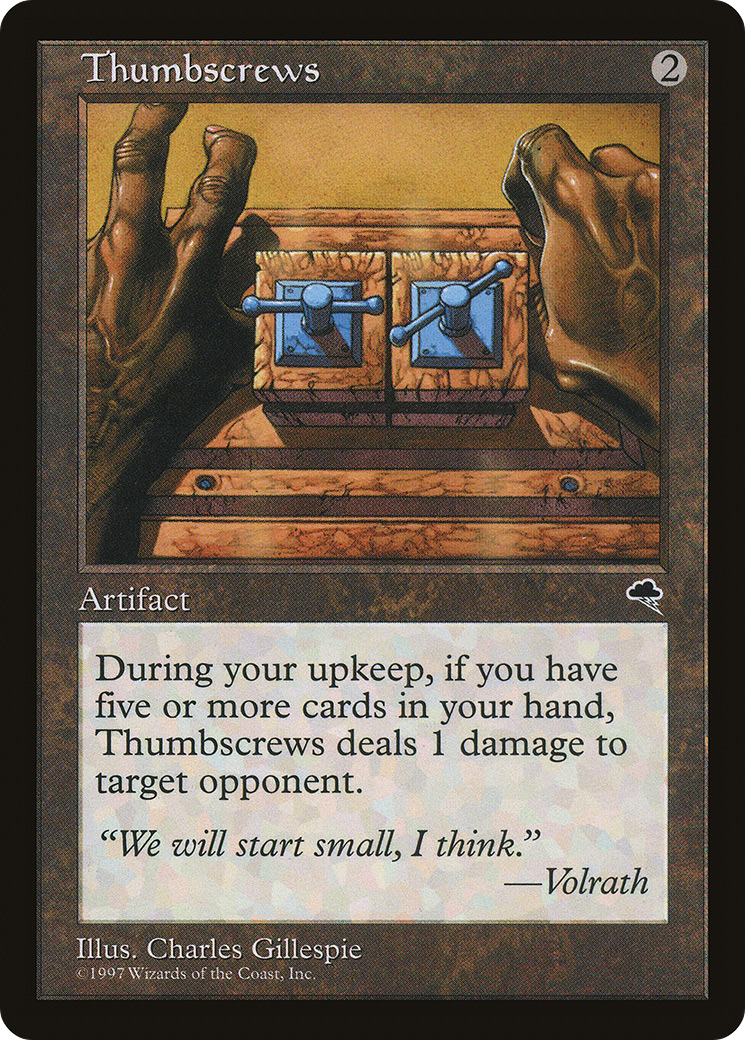 Thumbscrews 2
Artifact
During your upkeep, if you have
five or more cards in your hand,
Thumbscrews deals 1 damage to
target opponent.
“We will start small, I think.”
—Volrath
Illus. Charles Gillespie
©1997 Wizards of the Coast, Inc.